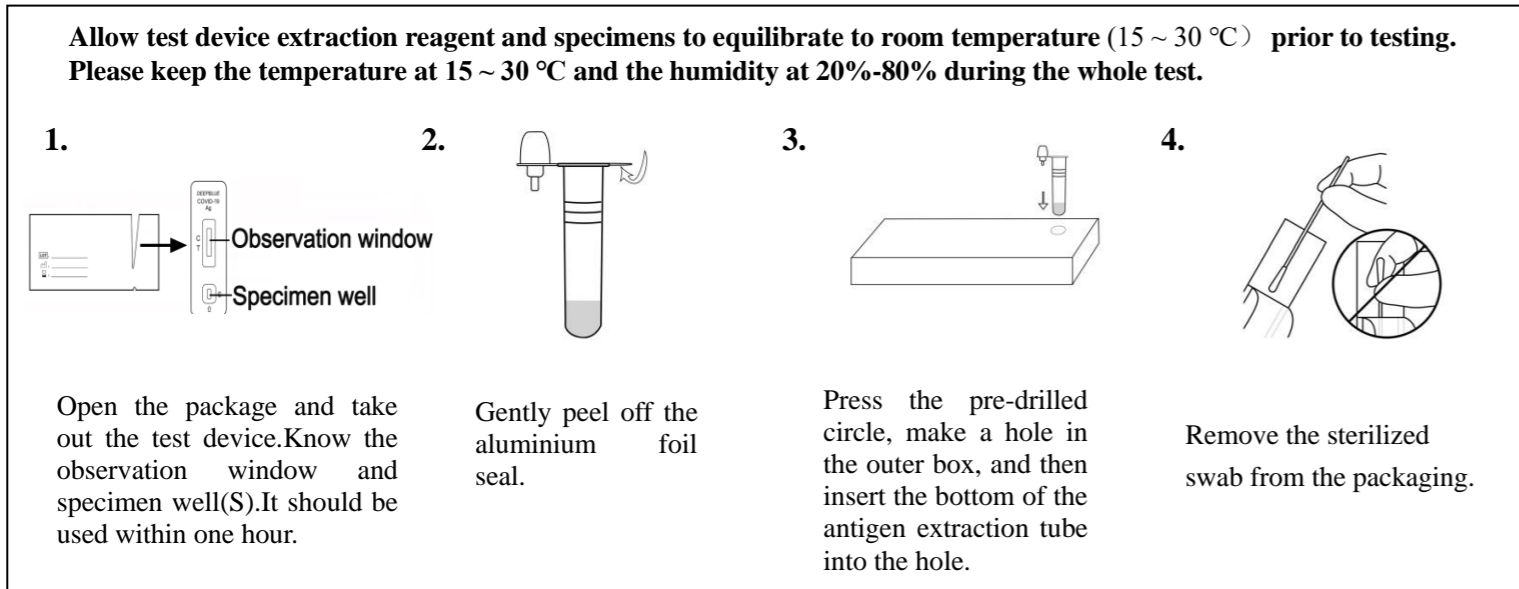 Allow test device extraction reagent and specimens to equilibrate to room temperature (15 ~ 30 ℃） prior to testing.
Please keep the temperature at 15 ~ 30 ℃ and the humidity at 20%-80% during the whole test.
1.
DEEPBLUE
COVID-19
Ag
C
T
Observation window
Specimen well
LOT
Open the package and take
out the test device.Know the
observation window and
specimen well(S).It should be
used within one hour.
2.
Gently peel off the
aluminium foil
seal.
3.
Press the pre-drilled
circle, make a hole in
the outer box, and then
insert the bottom of the
antigen extraction tube
into the hole.
4.
Remove the sterilized
swab from the packaging.